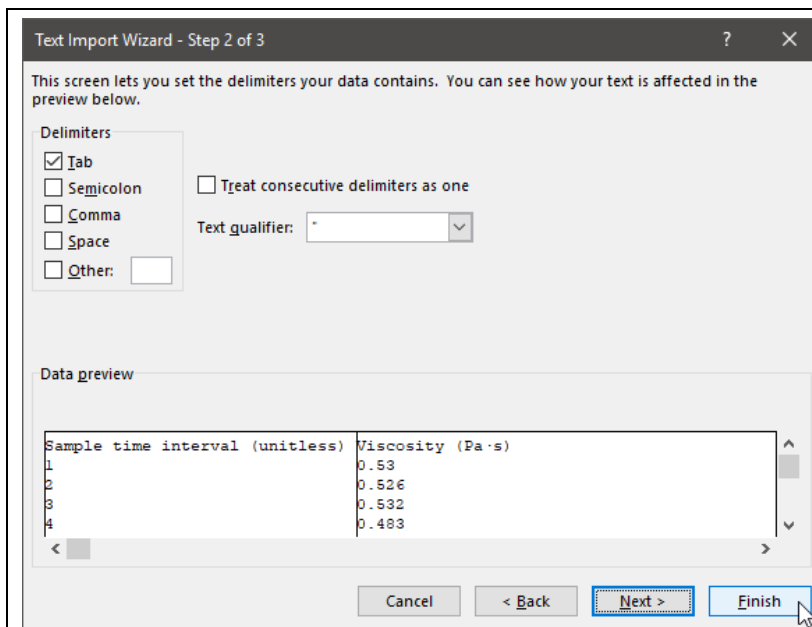 Text Import Wizard - Step 2 of 3
This screen lets you set the delimiters your data contains.  You can see how your text is affected in the
preview below.
Delimiters
Tab
Semicolon
Comma
Space
Other:
Treat consecutive delimiters as one
Text qualifier: "
Data preview
Sample time interval (unitless) Viscosity (Pa·s)
1 0.53
2 0.526
3 0.532
4 0.483
Cancel < Back Next > Finish